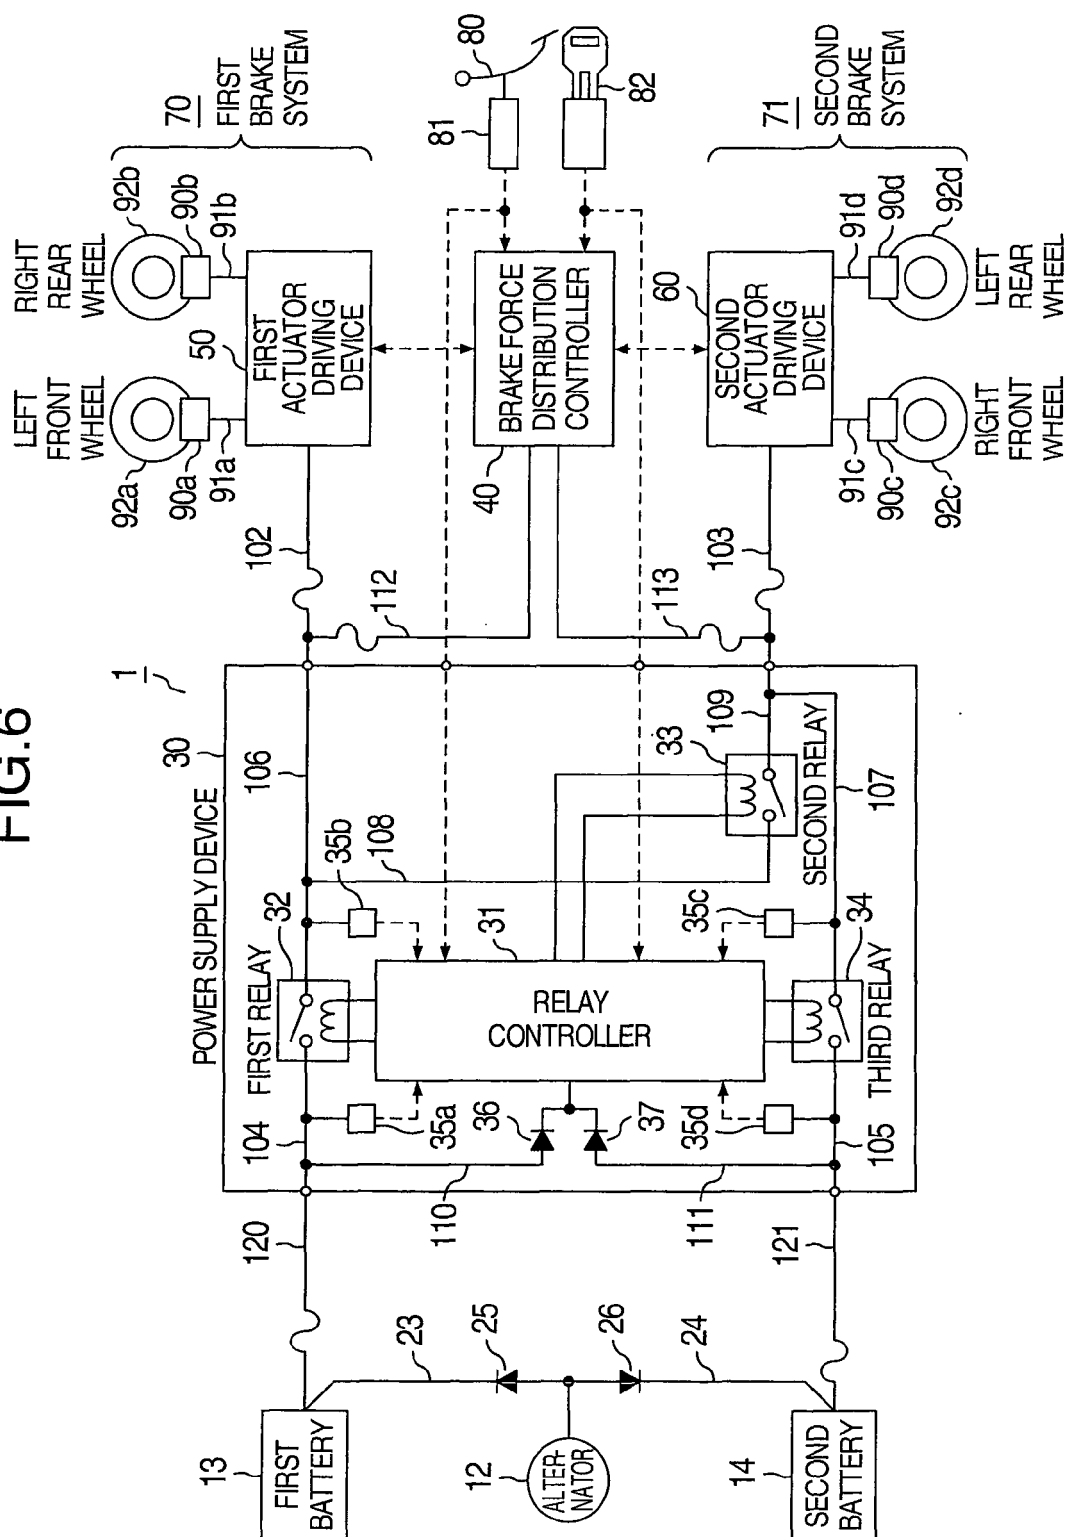 FIG.6
13
FIRST
BATTERY
12
ALTER-
NATOR
14
SECOND
BATTERY
23
25
26
24
120
121
1
30
POWER SUPPLY DEVICE
104
110
111
105
FIRST RELAY
32
35a
36
37
35d
THIRD RELAY
34
31
RELAY
CONTROLLER
35b
108
35c
106
33
109
SECOND RELAY
107
112
113
102
103
40
BRAKE FORCE
DISTRIBUTION
CONTROLLER
50
FIRST
ACTUATOR
DRIVING
DEVICE
60
SECOND
ACTUATOR
DRIVING
DEVICE
LEFT
FRONT
WHEEL
92a
90a
91a
RIGHT
REAR
WHEEL
92b
90b
91b
91c
90c
92c
RIGHT
FRONT
WHEEL
91d
90d
92d
LEFT
REAR
WHEEL
70
FIRST
BRAKE
SYSTEM
81
80
82
71
SECOND
BRAKE
SYSTEM